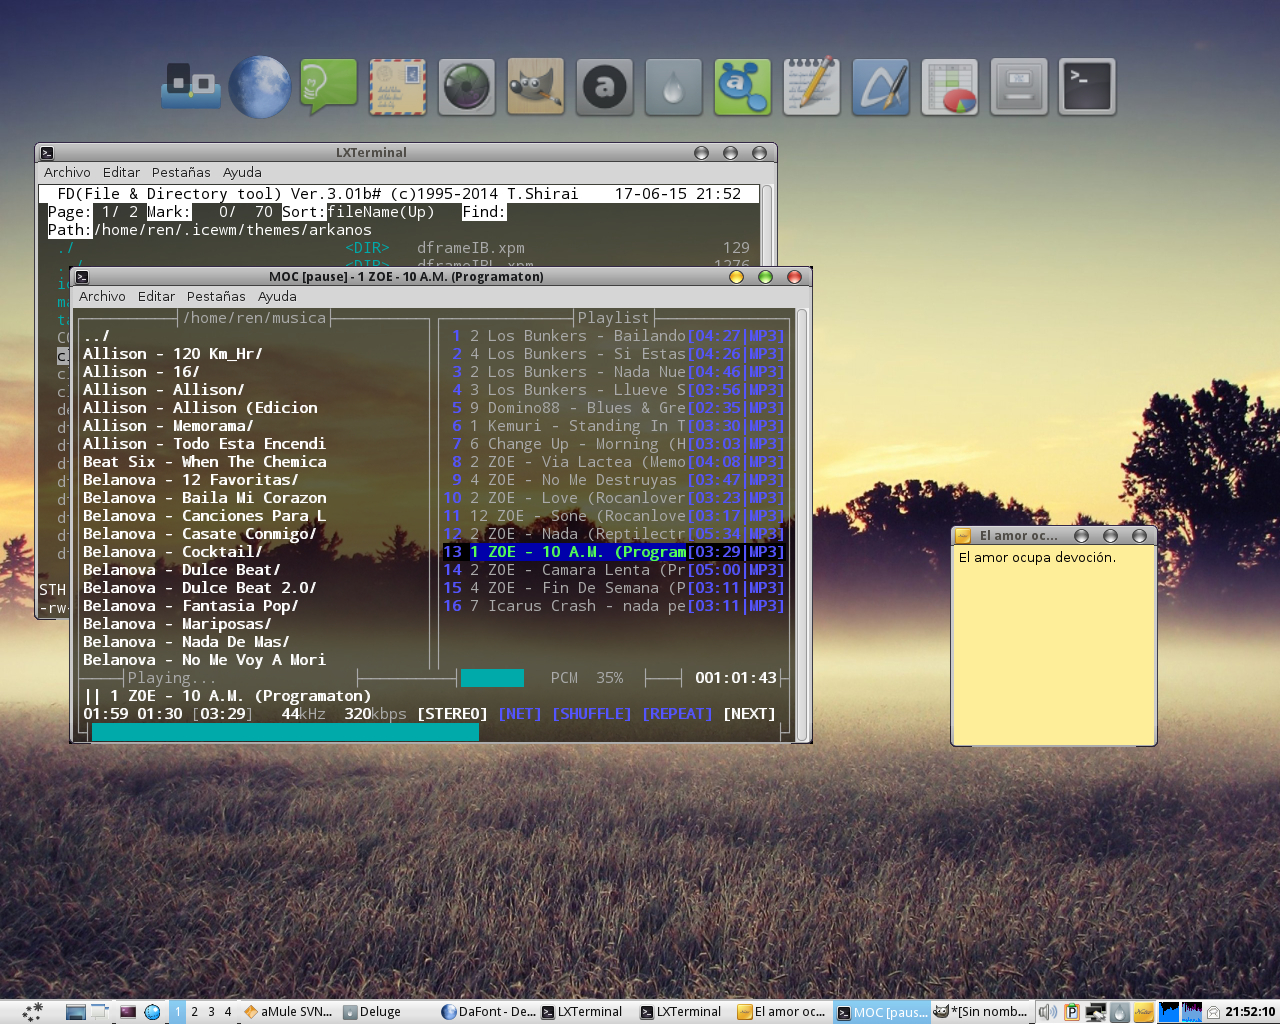 LXTerminal
Archivo Editar Pestañas Ayuda
FD(File & Directory tool) Ver.3.01b# (c)1995-2014 T.Shirai 17-06-15 21:52
Page: 1/ 2 Mark: 0/ 70 Sort:fileName(Up) Find:
Path:/home/ren/.icewm/themes/arkanos
./ <DIR> dframeIB.xpm 129
STH
-rw-
MOC [pause] - 1 ZOE - 10 A.M. (Programaton)
Archivo Editar Pestañas Ayuda
/home/ren/musica
../
Allison - 120 Km_Hr/
Allison - 16/
Allison - Allison/
Allison - Allison (Edicion
Allison - Memorama/
Allison - Todo Esta Encendi
Beat Six - When The Chemica
Belanova - 12 Favoritas/
Belanova - Baila Mi Corazon
Belanova - Canciones Para L
Belanova - Casate Conmigo/
Belanova - Cocktail/
Belanova - Dulce Beat/
Belanova - Dulce Beat 2.0/
Belanova - Fantasia Pop/
Belanova - Mariposas/
Belanova - Nada De Mas/
Belanova - No Me Voy A Mori
Playlist
1 2 Los Bunkers - Bailando[04:27|MP3]
2 4 Los Bunkers - Si Estas[04:26|MP3]
3 2 Los Bunkers - Nada Nue[04:46|MP3]
4 3 Los Bunkers - Llueve S[03:56|MP3]
5 9 Domino88 - Blues & Gre[02:35|MP3]
6 1 Kemuri - Standing In T[03:30|MP3]
7 6 Change Up - Morning (H[03:03|MP3]
8 2 ZOE - Via Lactea (Memo[04:08|MP3]
9 4 ZOE - No Me Destruyas [03:47|MP3]
10 2 ZOE - Love (Rocanlover[03:23|MP3]
11 12 ZOE - Sone (Rocanlove[03:17|MP3]
12 2 ZOE - Nada (Reptilectr[05:34|MP3]
13 1 ZOE - 10 A.M. (Program[03:29|MP3]
14 2 ZOE - Camara Lenta (Pr[05:00|MP3]
15 4 ZOE - Fin De Semana (P[03:11|MP3]
16 7 Icarus Crash - nada pe[03:11|MP3]
Playing... PCM 35% 001:01:43
|| 1 ZOE - 10 A.M. (Programaton)
01:59 01:30 [03:29] 44kHz 320kbps [STEREO] [NET] [SHUFFLE] [REPEAT] [NEXT]
El amor oc...
El amor ocupa devoción.
1 2 3 4 aMule SVN... Deluge DaFont - De... LXTerminal LXTerminal El amor oc... MOC [paus... *[Sin nomb... 21:52:10